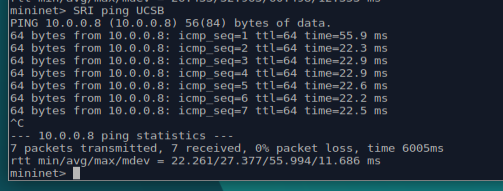 mininet> SRI ping UCSB
PING 10.0.0.8 (10.0.0.8) 56(84) bytes of data.
64 bytes from 10.0.0.8: icmp_seq=1 ttl=64 time=55.9 ms
64 bytes from 10.0.0.8: icmp_seq=2 ttl=64 time=22.3 ms
64 bytes from 10.0.0.8: icmp_seq=3 ttl=64 time=22.9 ms
64 bytes from 10.0.0.8: icmp_seq=4 ttl=64 time=22.9 ms
64 bytes from 10.0.0.8: icmp_seq=5 ttl=64 time=22.6 ms
64 bytes from 10.0.0.8: icmp_seq=6 ttl=64 time=22.2 ms
64 bytes from 10.0.0.8: icmp_seq=7 ttl=64 time=22.5 ms
^C
--- 10.0.0.8 ping statistics ---
7 packets transmitted, 7 received, 0% packet loss, time 6005ms
rtt min/avg/max/mdev = 22.261/27.377/55.994/11.686 ms
mininet>